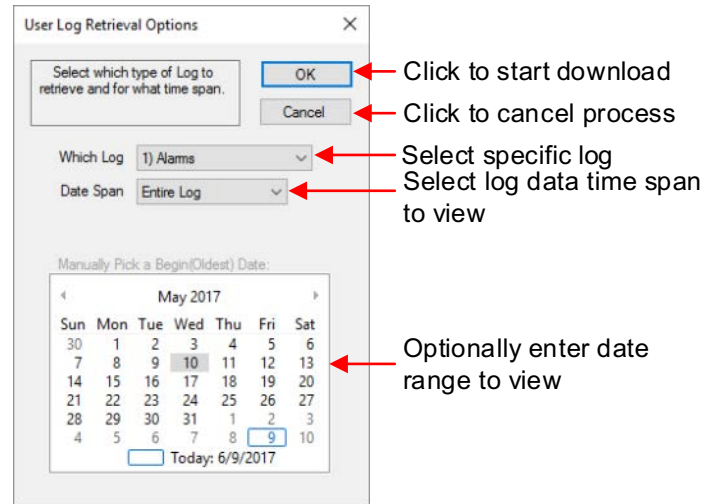 User Log Retrieval Options
Select which type of Log to
retrieve and for what time span.
OK
Click to start download
Cancel
Click to cancel process
Which Log 1) Alarms
Select specific log
Date Span Entire Log
Select log data time span
to view
Manually Pick a Begin(Oldest) Date:
May 2017
Sun Mon Tue Wed Thu Fri Sat
30 1 2 3 4 5 6
7 8 9 10 11 12 13
14 15 16 17 18 19 20
21 22 23 24 25 26 27
28 29 30 31 1 2 3
4 5 6 7 8 9 10
Today: 6/9/2017
Optionally enter date
range to view